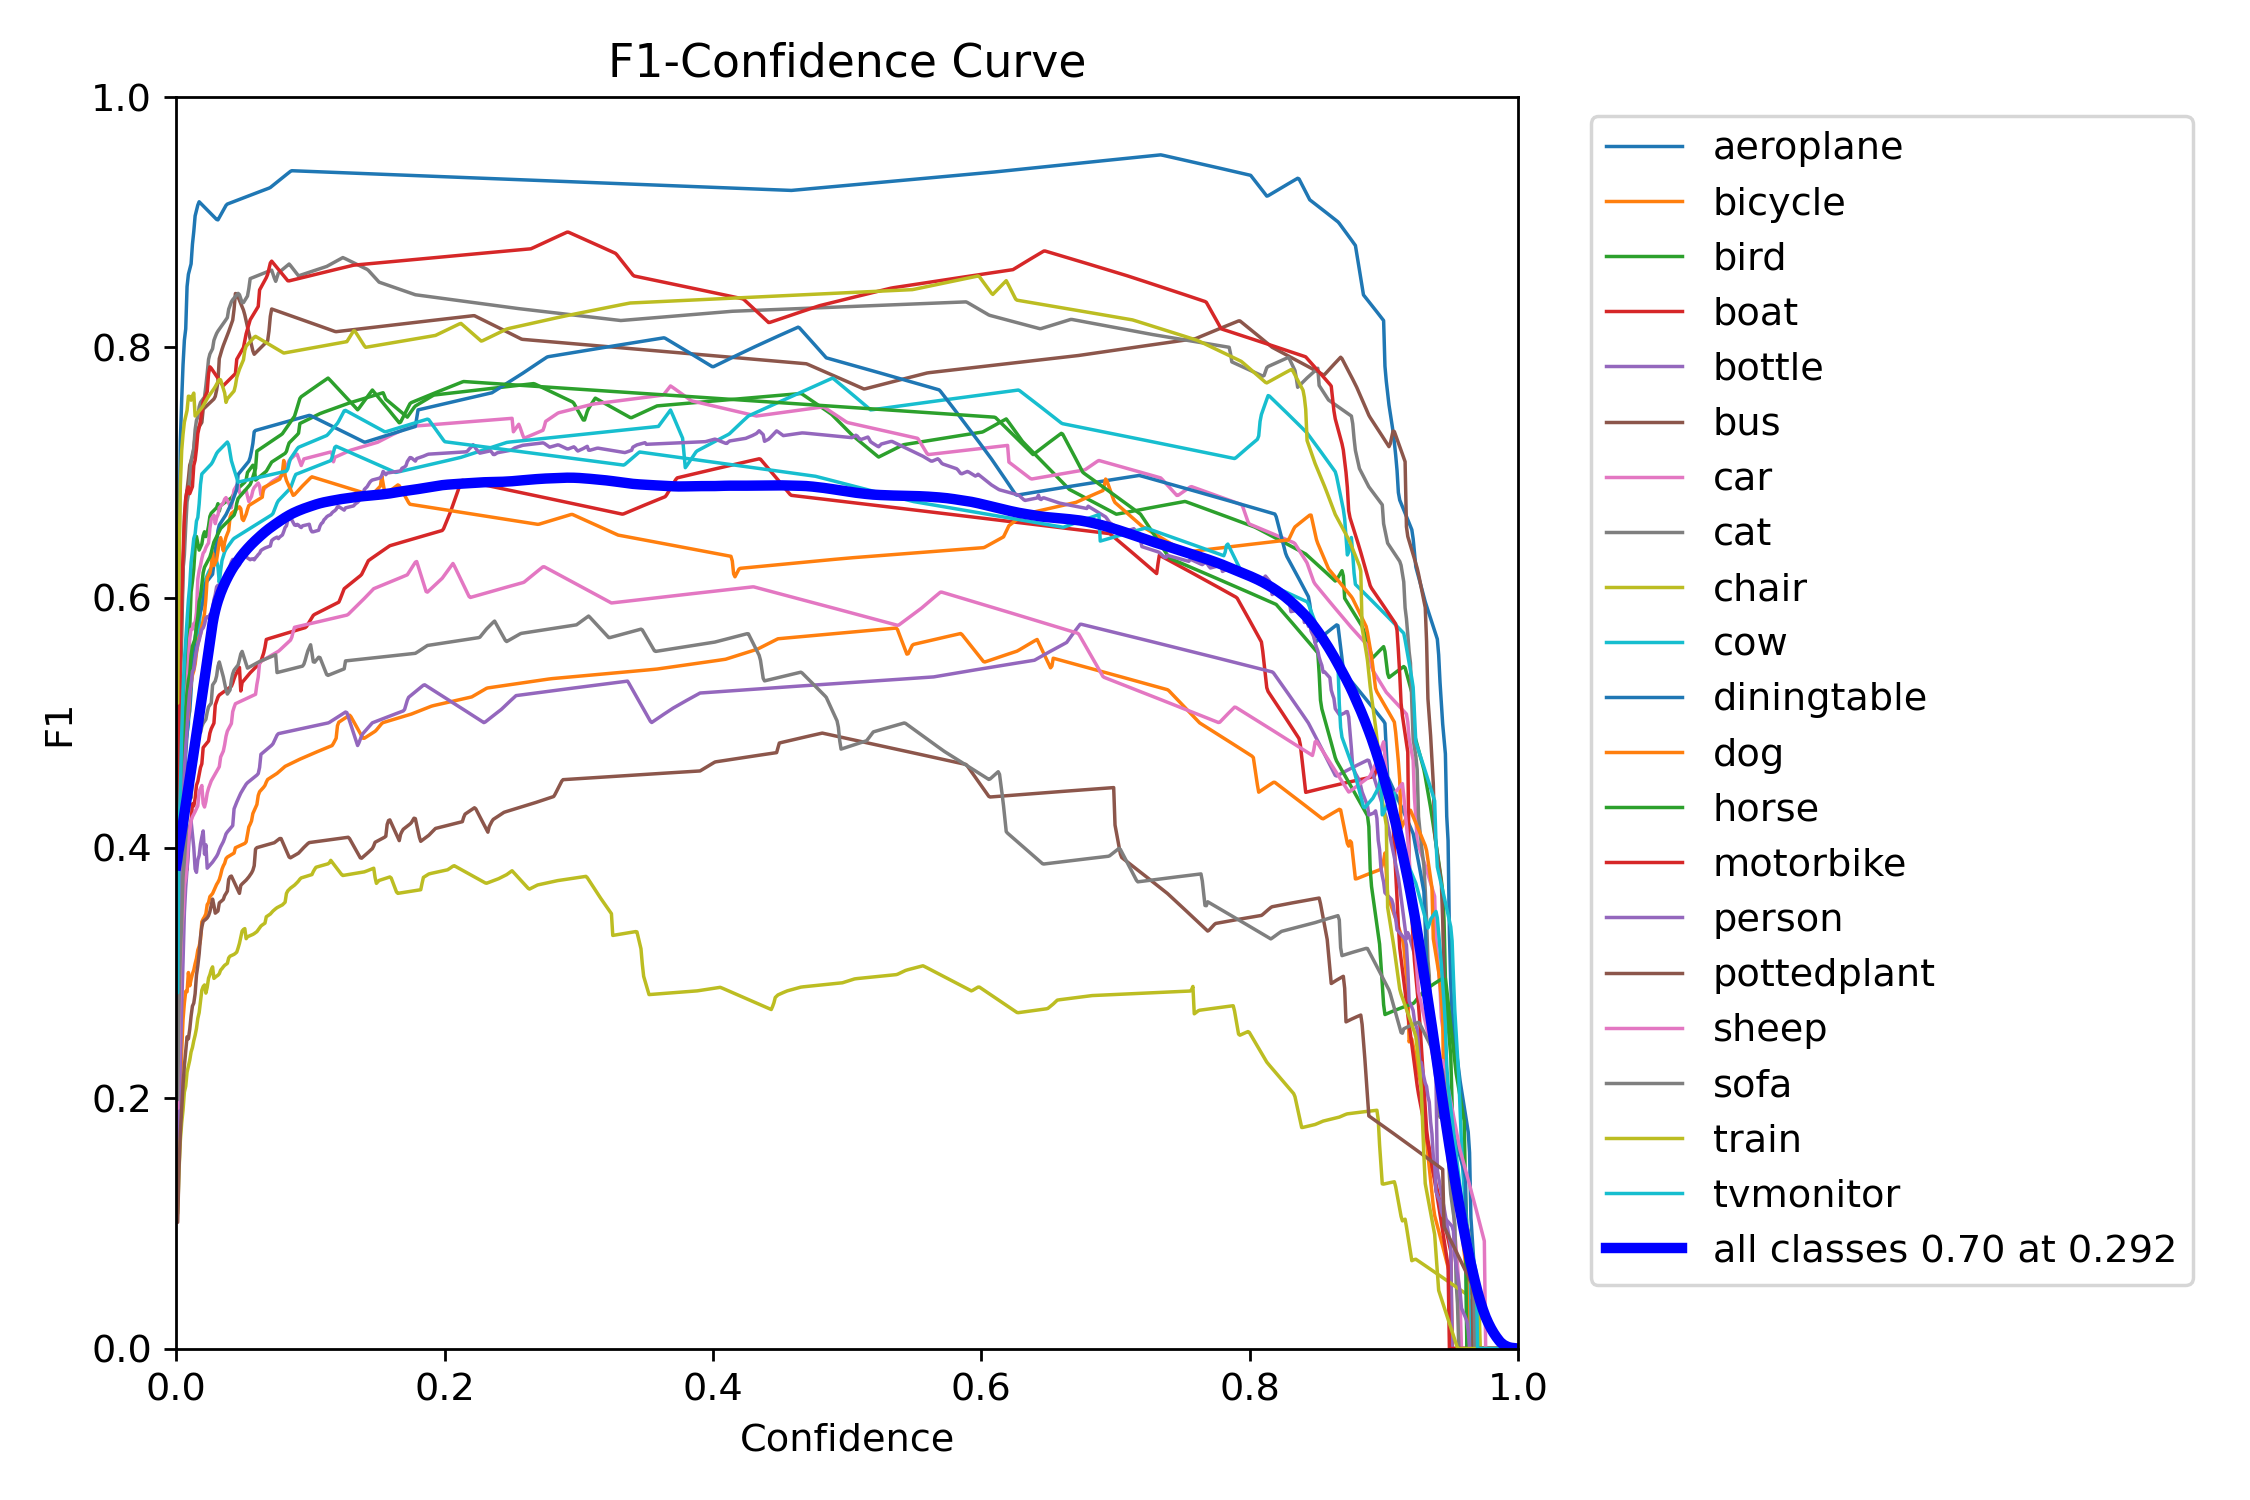 F1-Confidence Curve
1.0
0.8
0.6
0.4
0.2
0.0
F1
0.0 0.2 0.4 0.6 0.8 1.0
Confidence
aeroplane
bicycle
bird
boat
bottle
bus
car
cat
chair
cow
diningtable
dog
horse
motorbike
person
pottedplant
sheep
sofa
train
tvmonitor
all classes 0.70 at 0.292